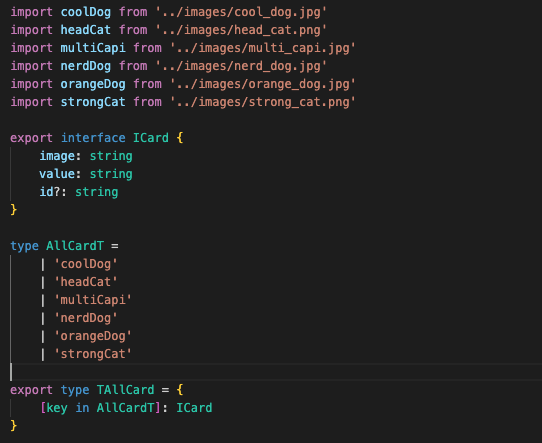 import coolDog from '../images/cool_dog.jpg'
import headCat from '../images/head_cat.png'
import multiCapi from '../images/multi_capi.jpg'
import nerdDog from '../images/nerd_dog.jpg'
import orangeDog from '../images/orange_dog.jpg'
import strongCat from '../images/strong_cat.png'
export interface ICard {
image: string
value: string
id?: string
}
type AllCardT =
| 'coolDog'
| 'headCat'
| 'multiCapi'
| 'nerdDog'
| 'orangeDog'
| 'strongCat'
export type TAllCard = {
[key in AllCardT]: ICard
}